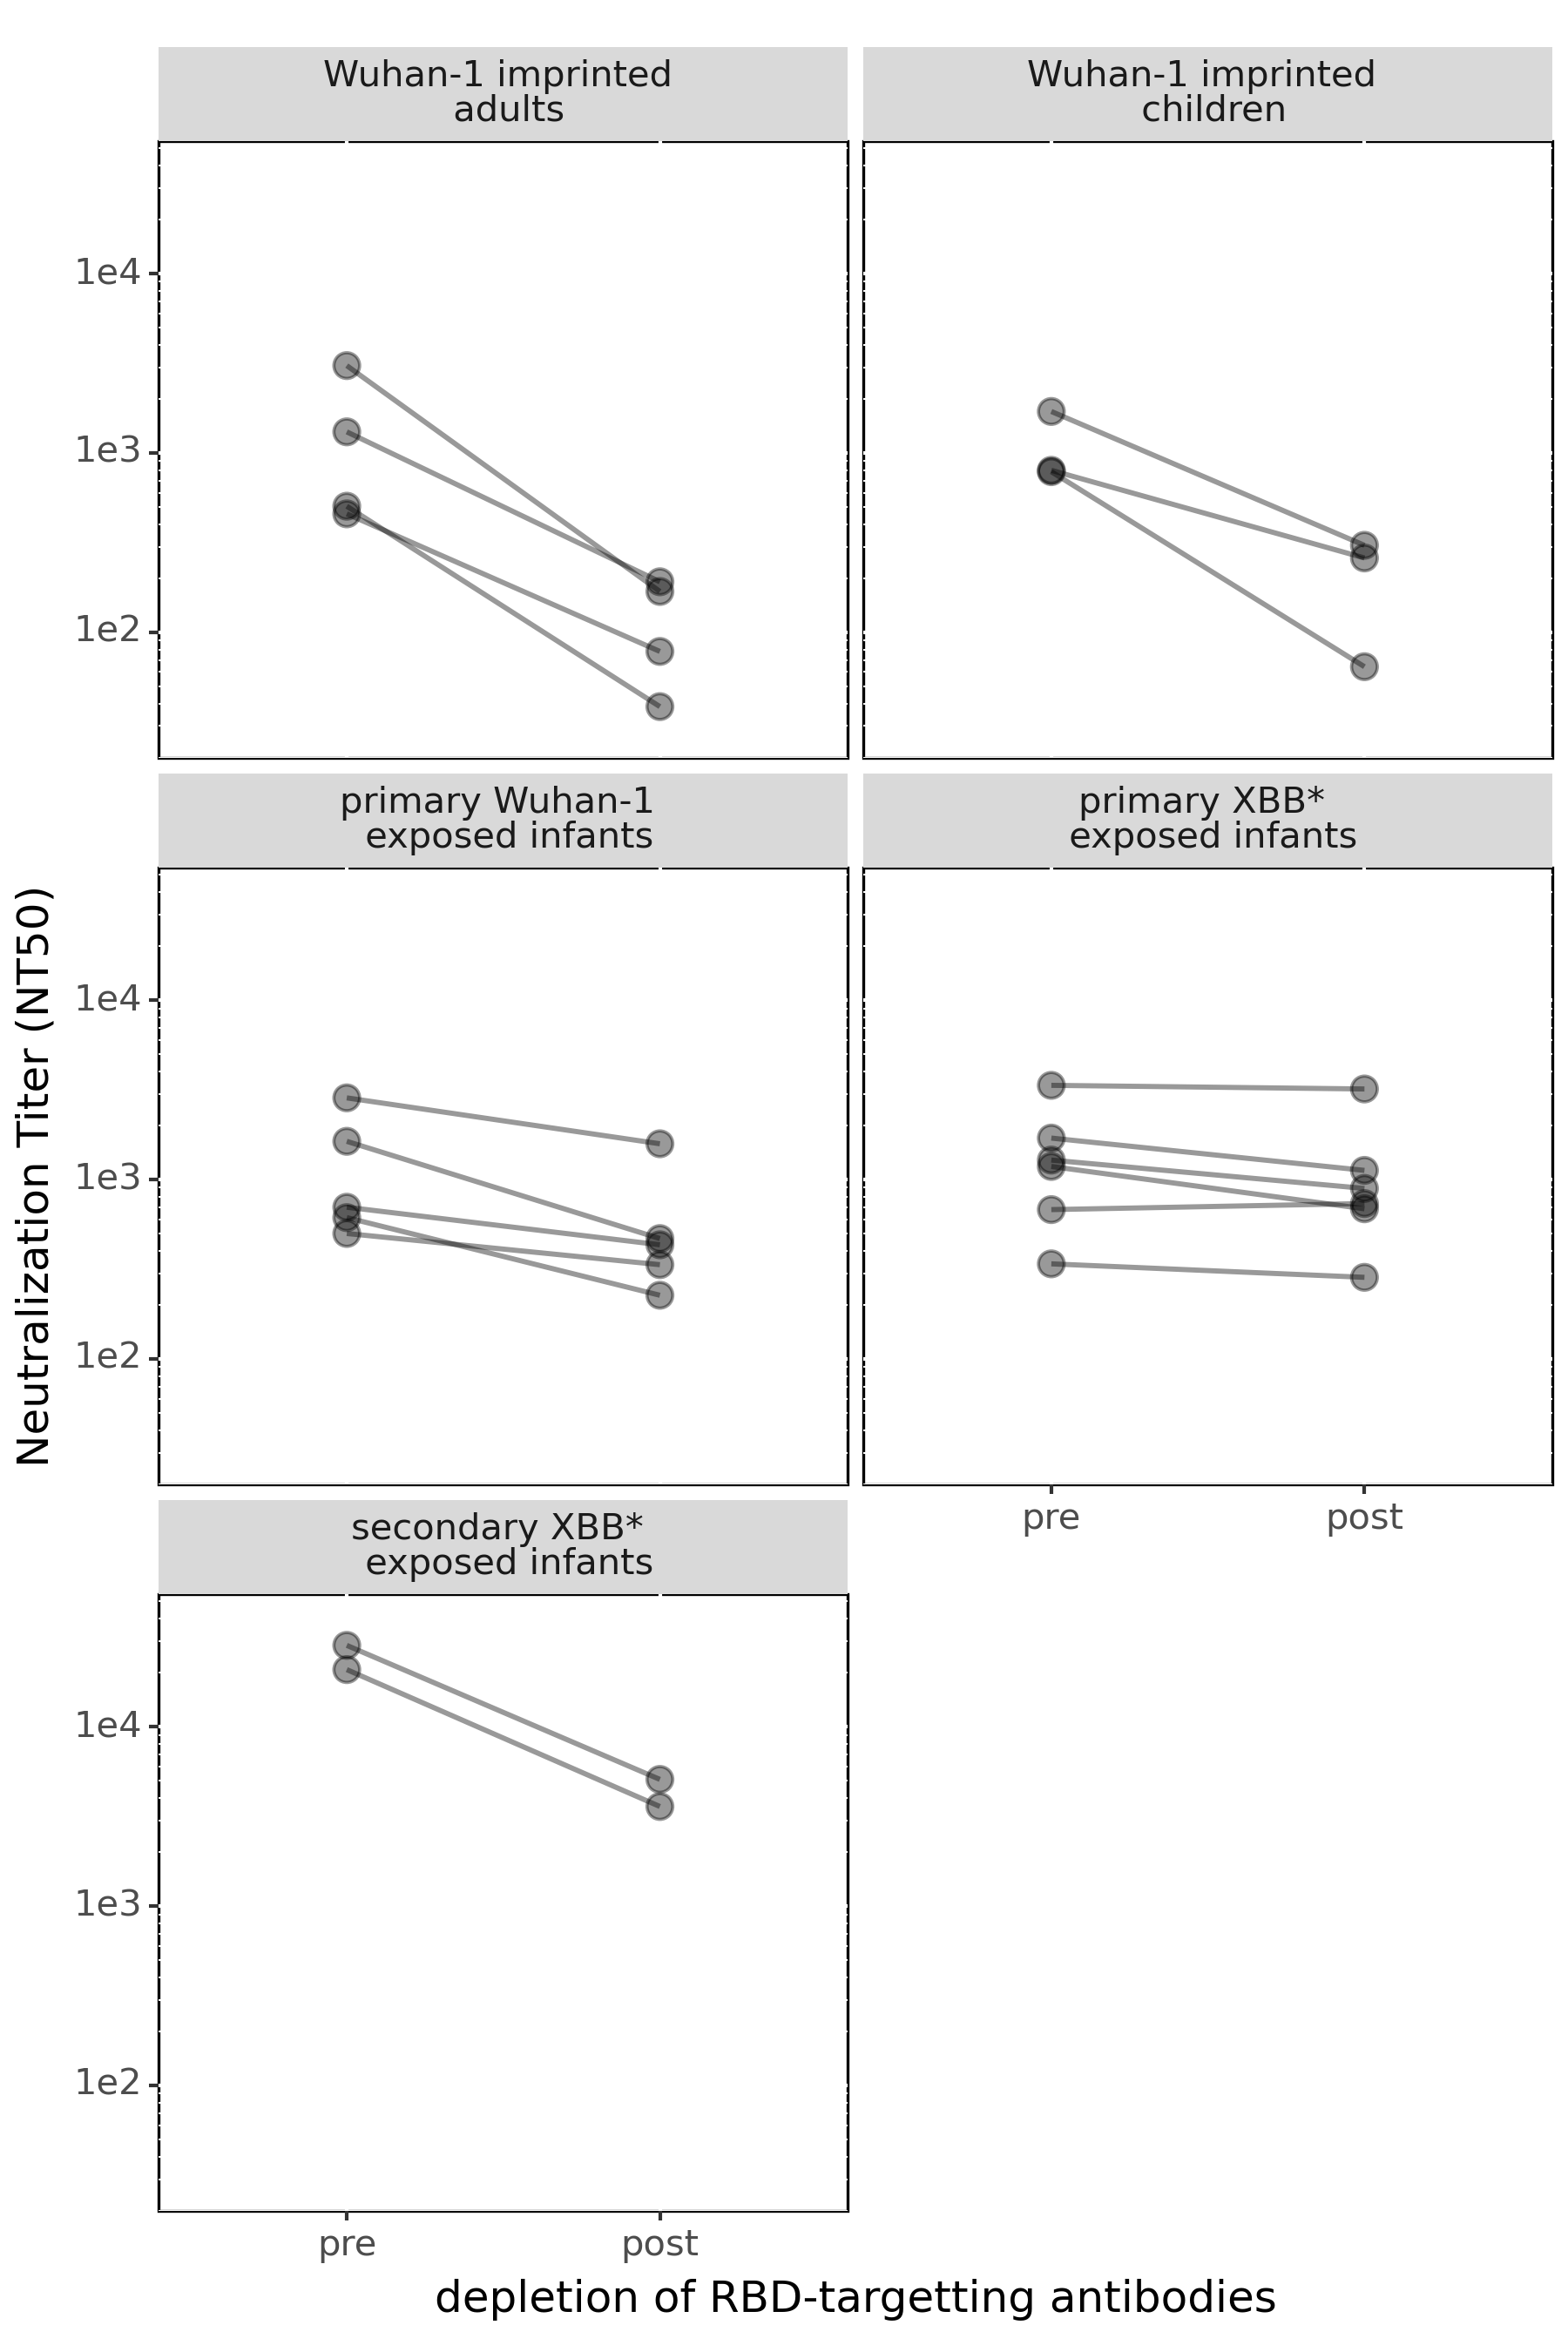 Wuhan-1 imprinted
adults
Wuhan-1 imprinted
children
1e4
1e3
1e2
primary Wuhan-1
exposed infants
primary XBB*
exposed infants
Neutralization Titer (NT50)
1e4
1e3
1e2
pre
post
secondary XBB*
exposed infants
1e4
1e3
1e2
pre
post
depletion of RBD-targetting antibodies